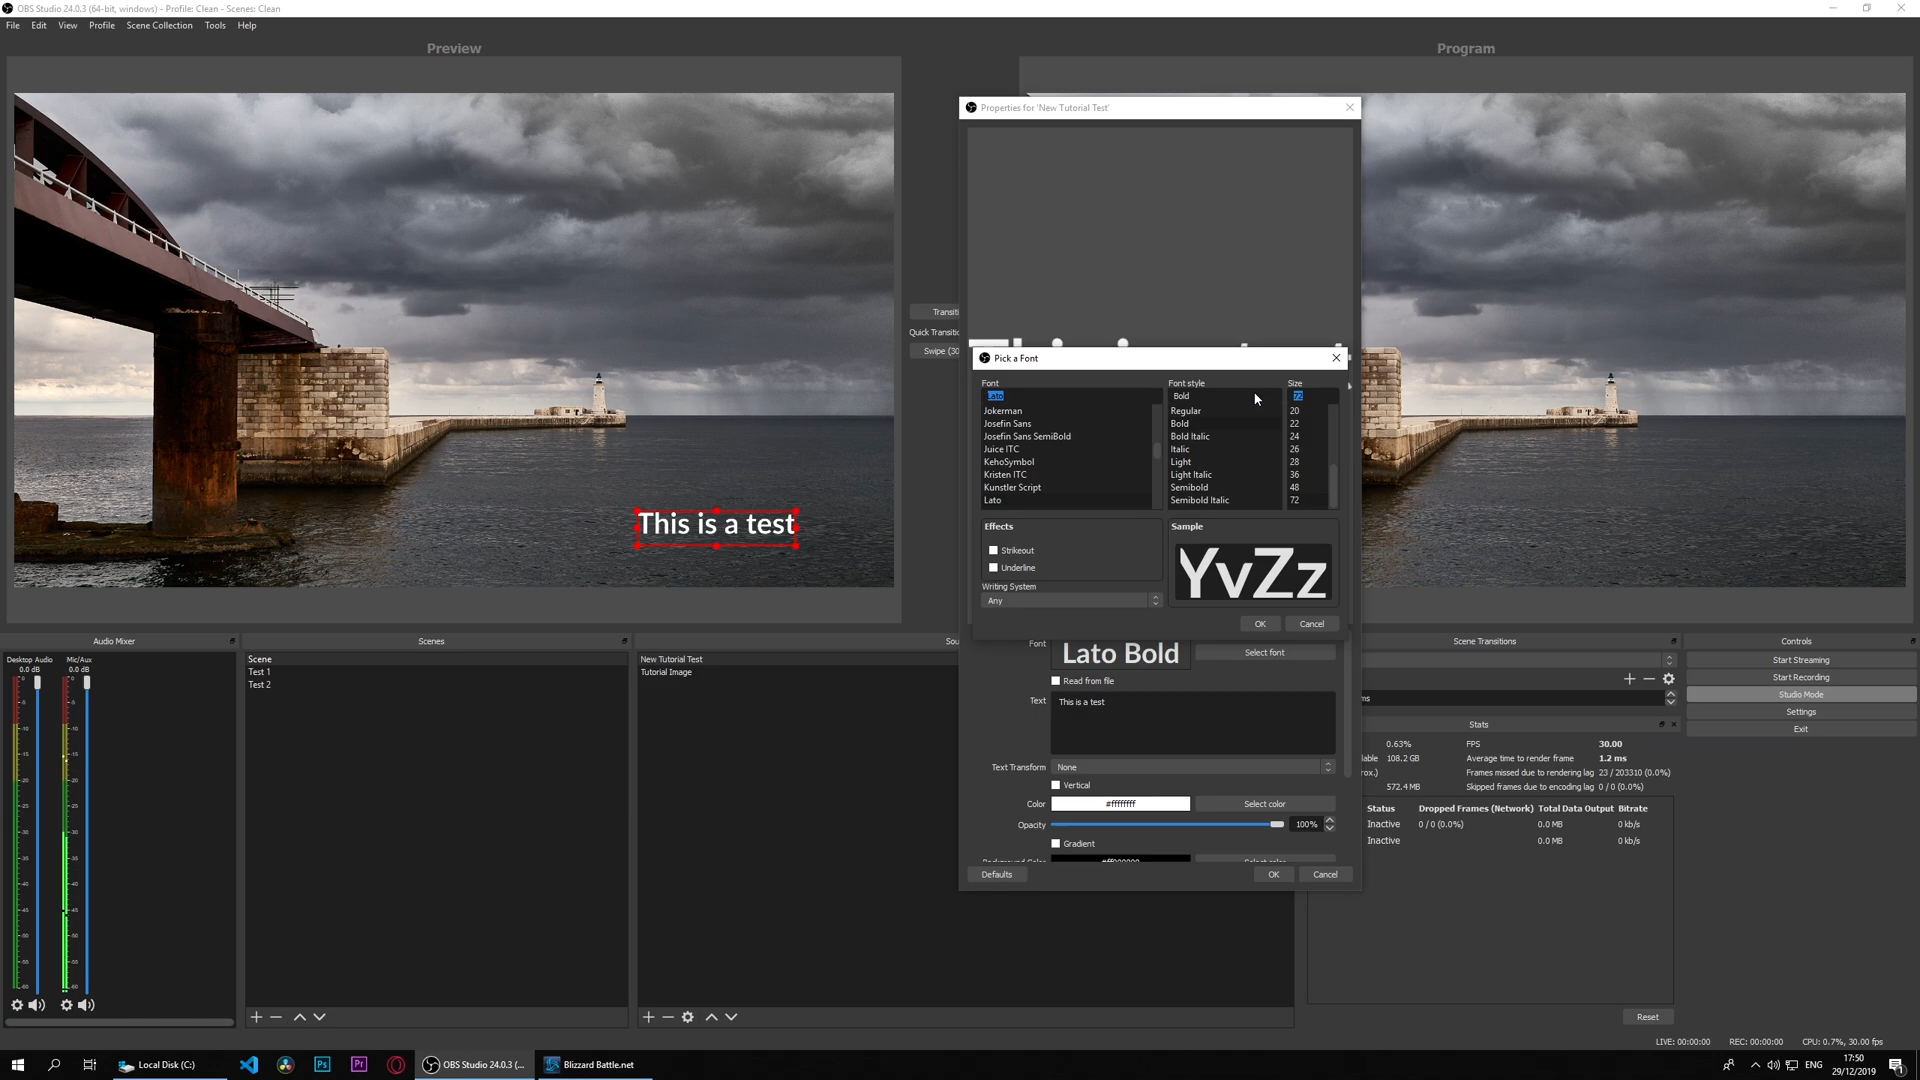 OBS Studio 24.0.3 (64-bit, windows) - Profile: Clean - Scenes: Clean
File Edit View Profile Scene Collection Tools Help
Preview
Program
This is a test
Quick Transitio
Swipe (30
Properties for 'New Tutorial Test'
Pick a Font
Font Font style Size
Lato Bold 72
Jokerman Regular 20
Josefin Sans Bold 22
Josefin Sans SemiBold Bold Italic 24
Juice ITC Italic 26
KehoSymbol Light 28
Kristen ITC Light Italic 36
Kunstler Script Semibold 48
Lato Semibold Italic 72
Effects Sample
Strikeout
Underline
YvZz
Writing System
Any
OK Cancel
Font Lato Bold Select font
Read from file
Text This is a test
Text Transform None
Vertical
Color #ffffffff Select color
Opacity 100%
Gradient
Defaults OK Cancel
Audio Mixer
Desktop Audio Mic/Aux
0.0 dB 0.0 dB
Scenes
Scene
Test 1
Test 2
Sou
New Tutorial Test
Tutorial Image
Scene Transitions
ms
Stats
0.63% FPS 30.00
lable 108.2 GB Average time to render frame 1.2 ms
rox.) Frames missed due to rendering lag 23 / 203310 (0.0%)
572.4 MB Skipped frames due to encoding lag 0 / 0 (0.0%)
Status Dropped Frames (Network) Total Data Output Bitrate
Inactive 0 / 0 (0.0%) 0.0 MB 0 kb/s
Inactive 0.0 MB 0 kb/s
Reset
Controls
Start Streaming
Start Recording
Studio Mode
Settings
Exit
LIVE: 00:00:00 REC: 00:00:00 CPU: 0.7%, 30.00 fps
Local Disk (C:) Ps Pr OBS Studio 24.0.3 (... Blizzard Battle.net ENG
17:50
29/12/2019